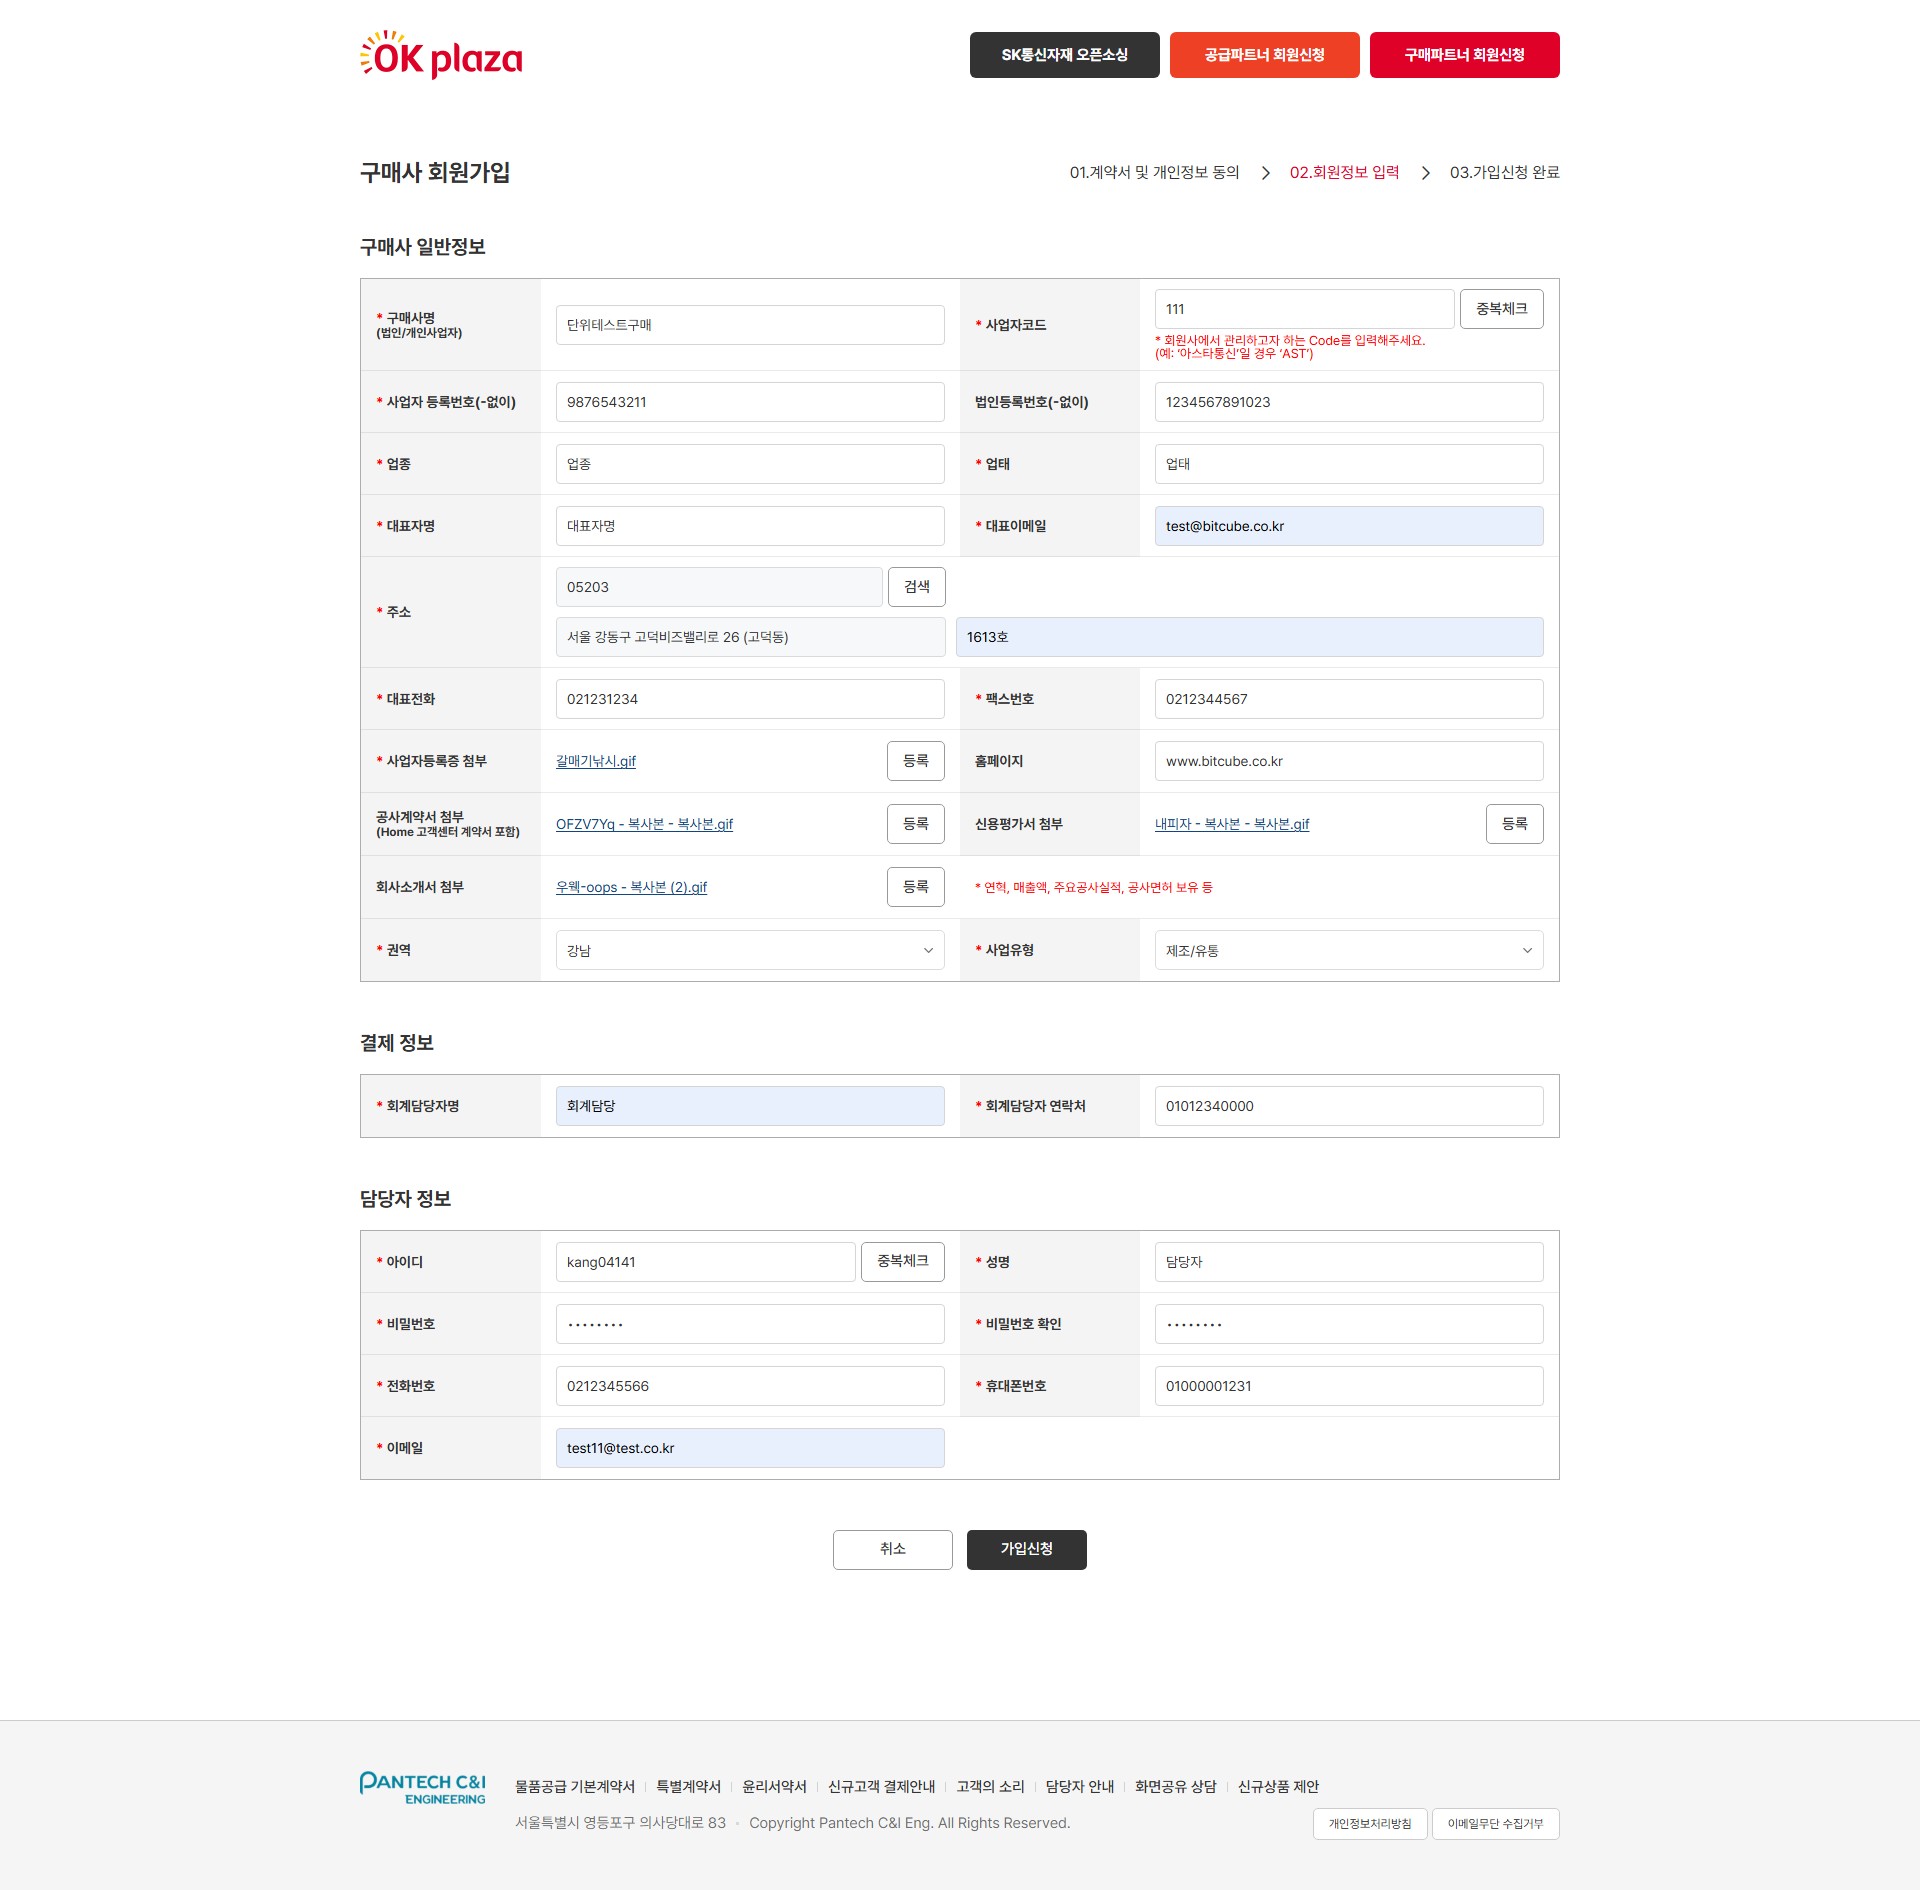 OK plaza
SK통신자재 오픈소싱
공급파트너 회원신청
구매파트너 회원신청
구매사 회원가입
01.계약서 및 개인정보 동의
02.회원정보 입력
03.가입신청 완료
구매사 일반정보
* 구매사명
(법인/개인사업자)
단위테스트구매
* 사업자코드
111
중복체크
* 회원사에서 관리하고자 하는 Code를 입력해주세요.
(예: ‘아스타통신’일 경우 ‘AST’)
* 사업자 등록번호(-없이)
9876543211
법인등록번호(-없이)
1234567891023
* 업종
업종
* 업태
업태
* 대표자명
대표자명
* 대표이메일
test@bitcube.co.kr
* 주소
05203
검색
서울 강동구 고덕비즈밸리로 26 (고덕동)
1613호
* 대표전화
021231234
* 팩스번호
0212344567
* 사업자등록증 첨부
갈매기낚시.gif
등록
홈페이지
www.bitcube.co.kr
공사계약서 첨부
(Home 고객센터 계약서 포함)
OFZV7Yq - 복사본 - 복사본.gif
등록
신용평가서 첨부
내피자 - 복사본 - 복사본.gif
등록
회사소개서 첨부
우웩-oops - 복사본 (2).gif
등록
* 연혁, 매출액, 주요공사실적, 공사면허 보유 등
* 권역
강남
* 사업유형
제조/유통
결제 정보
* 회계담당자명
회계담당
* 회계담당자 연락처
01012340000
담당자 정보
* 아이디
kang04141
중복체크
* 성명
담당자
* 비밀번호
••••••••
* 비밀번호 확인
••••••••
* 전화번호
0212345566
* 휴대폰번호
01000001231
* 이메일
test11@test.co.kr
취소
가입신청
PANTECH C&I
ENGINEERING
물품공급 기본계약서
특별계약서
윤리서약서
신규고객 결제안내
고객의 소리
담당자 안내
화면공유 상담
신규상품 제안
서울특별시 영등포구 의사당대로 83 • Copyright Pantech C&I Eng. All Rights Reserved.
개인정보처리방침
이메일무단 수집거부